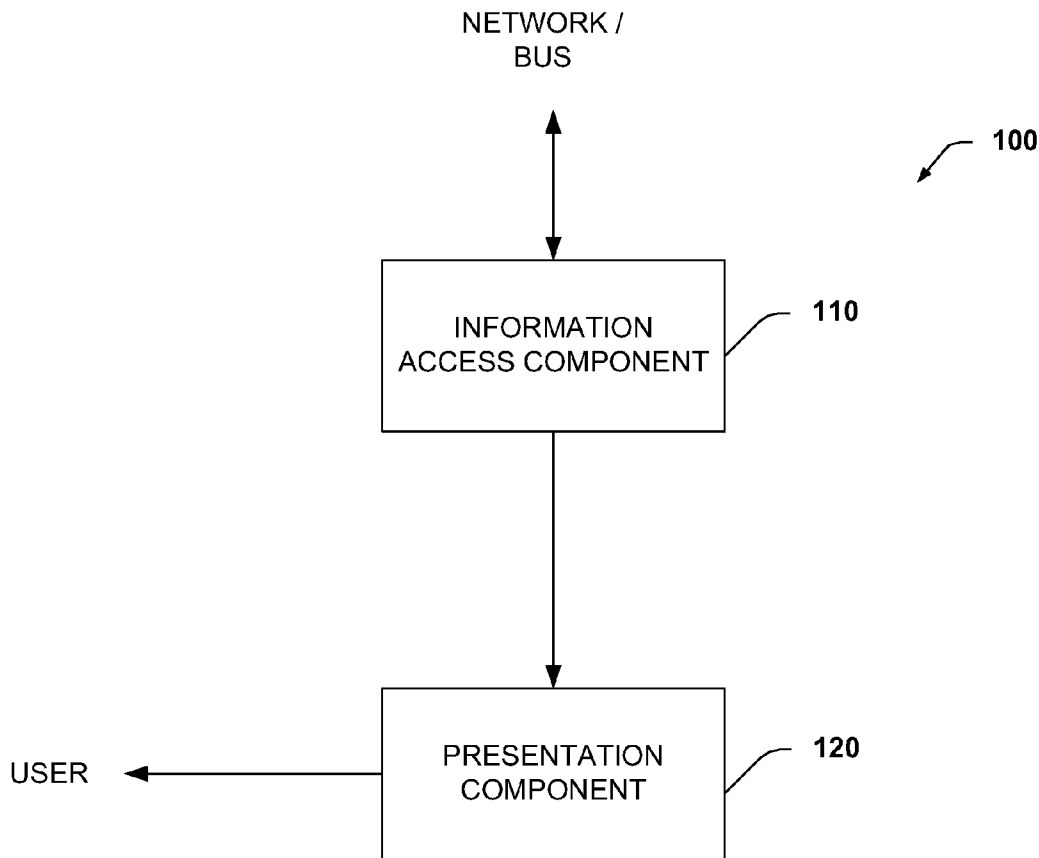 NETWORK /
BUS
100
INFORMATION
ACCESS COMPONENT
110
PRESENTATION
COMPONENT
120
USER